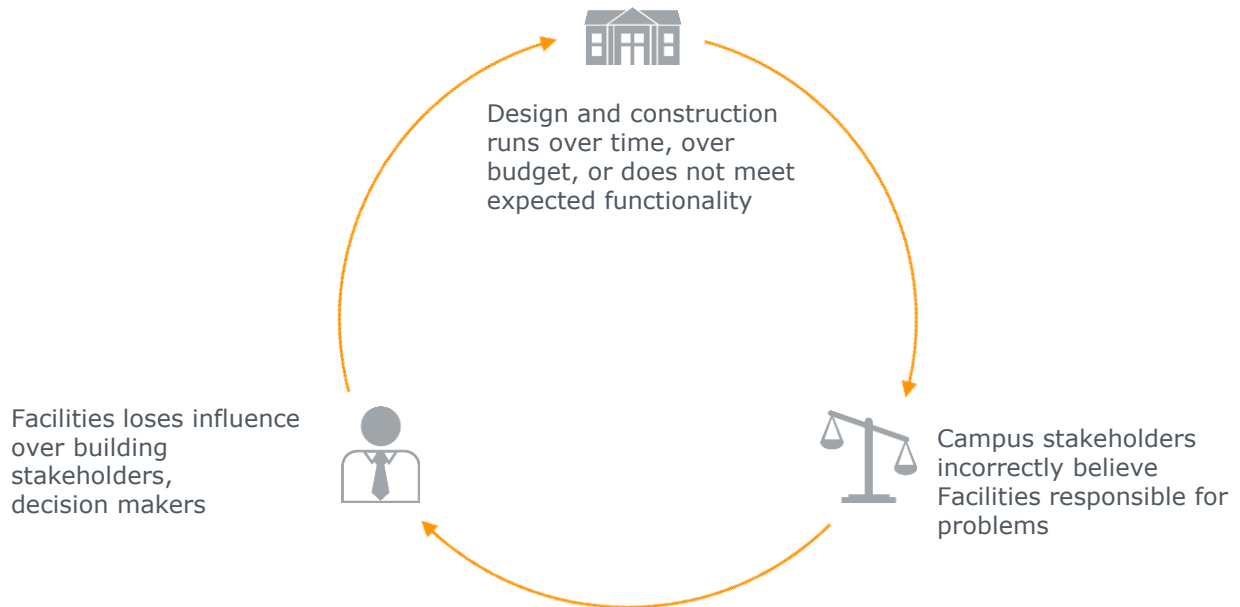 Design and construction
runs over time, over
budget, or does not meet
expected functionality
Campus stakeholders
incorrectly believe
Facilities responsible for
problems
Facilities loses influence
over building
stakeholders,
decision makers